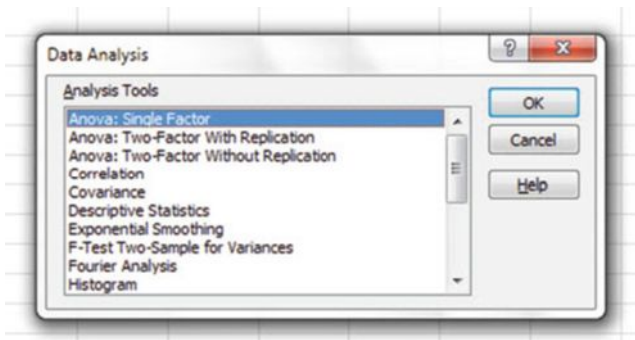 Data Analysis
Analysis Tools
Anova: Single Factor
Anova: Two-Factor With Replication
Anova: Two-Factor Without Replication
Correlation
Covariance
Descriptive Statistics
Exponential Smoothing
F-Test Two-Sample for Variances
Fourier Analysis
Histogram
OK
Cancel
Help